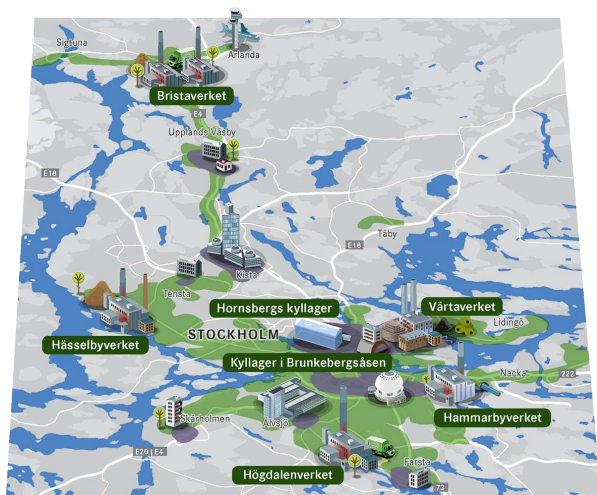 Sigtuna
Arlanda
Bristaverket
E4
Upplands Väsby
E18
Täby
E18
Kista
Tensta
Hornsbergs kyllager
Värtaverket
Lidingö
STOCKHOLM
Hässelbyverket
Kyllager i Brunkebergsåsen
Nacka
222
Hammarbyverket
Skärholmen
Älvsjö
E20 | E4
Högdalenverket
Farsta
73